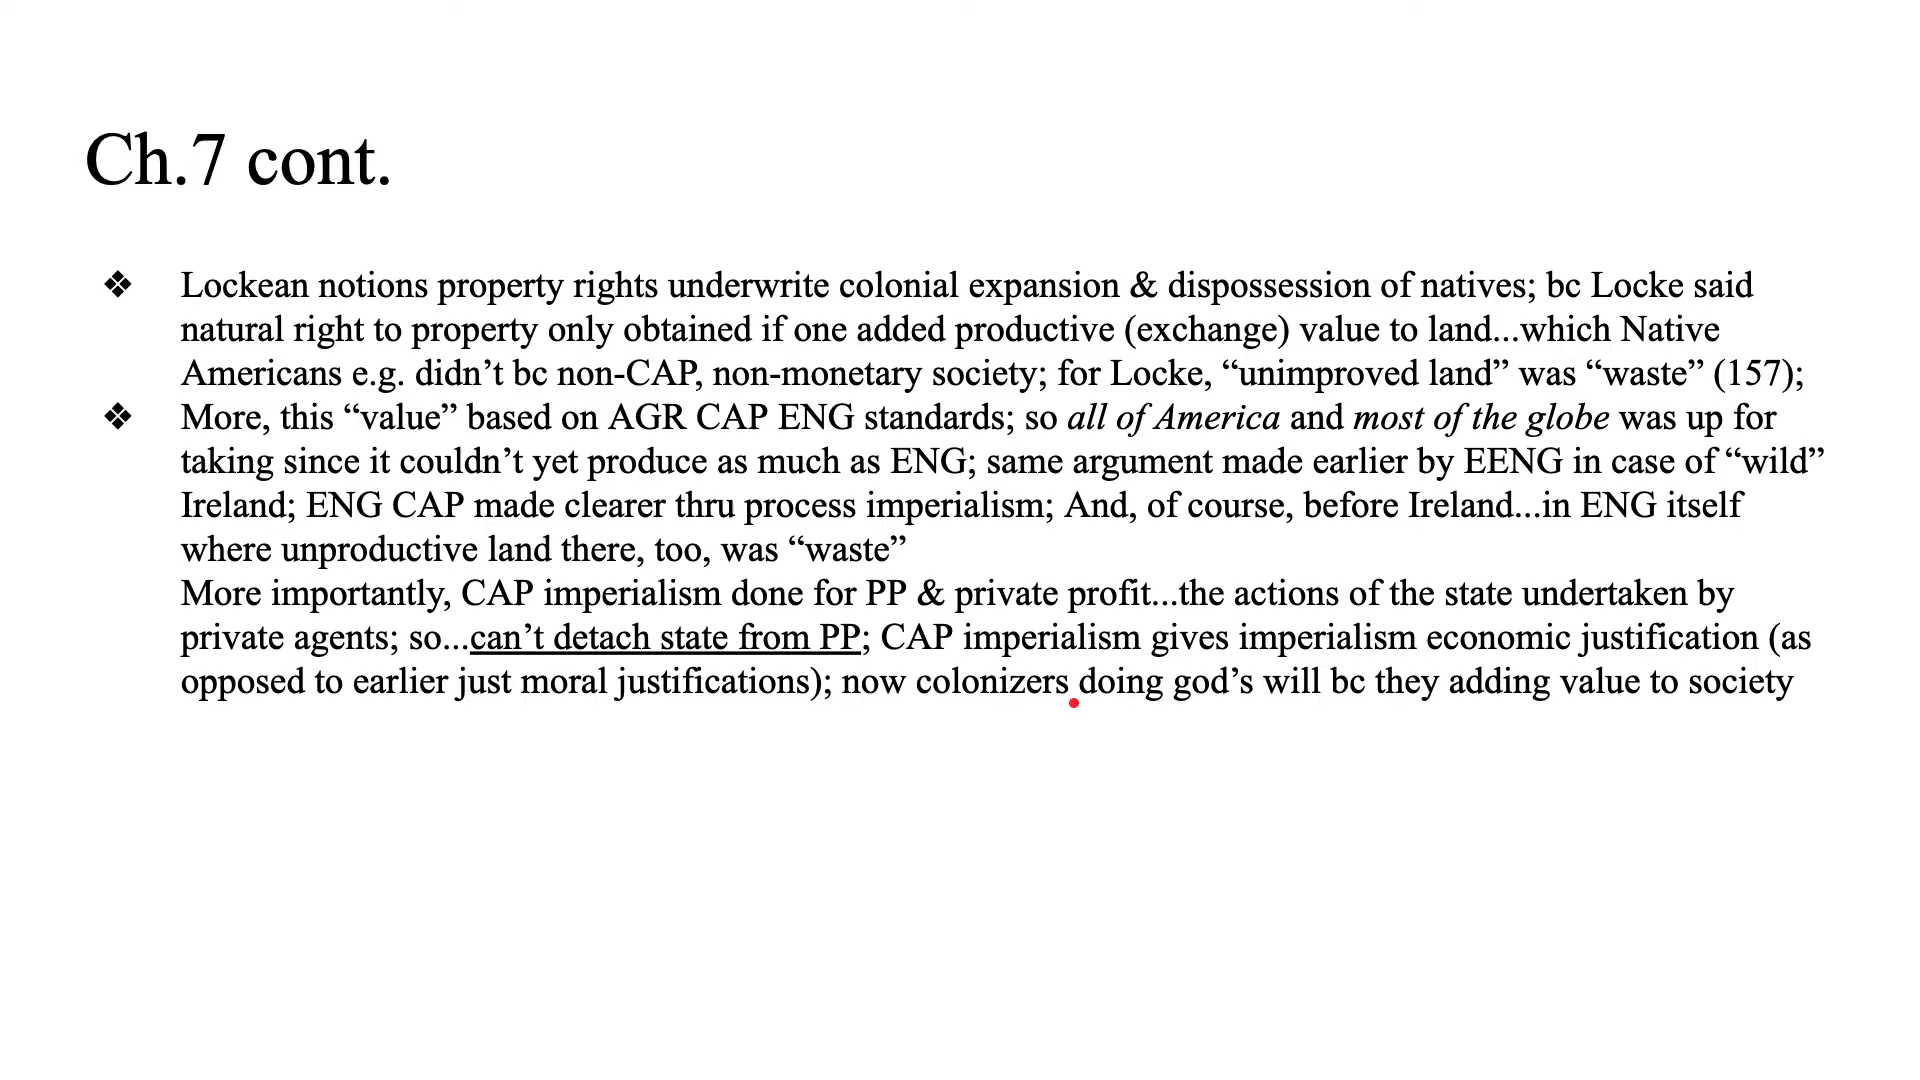 Ch.7 cont.
❖ Lockean notions property rights underwrite colonial expansion & dispossession of natives; bc Locke said
natural right to property only obtained if one added productive (exchange) value to land...which Native
Americans e.g. didn’t bc non-CAP, non-monetary society; for Locke, “unimproved land” was “waste” (157);
❖ More, this “value” based on AGR CAP ENG standards; so all of America and most of the globe was up for
taking since it couldn’t yet produce as much as ENG; same argument made earlier by EENG in case of “wild”
Ireland; ENG CAP made clearer thru process imperialism; And, of course, before Ireland...in ENG itself
where unproductive land there, too, was “waste”
More importantly, CAP imperialism done for PP & private profit...the actions of the state undertaken by
private agents; so...can’t detach state from PP; CAP imperialism gives imperialism economic justification (as
opposed to earlier just moral justifications); now colonizers doing god’s will bc they adding value to society